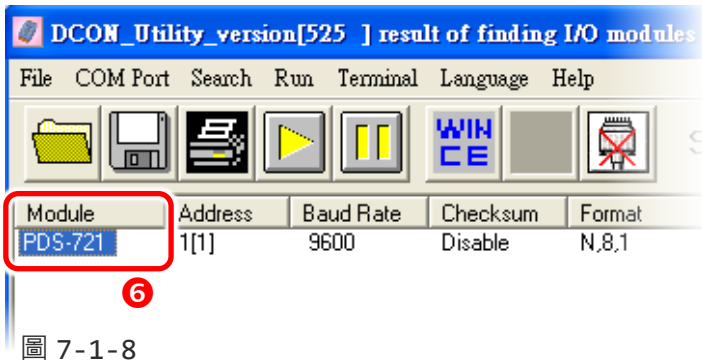 DCON_Utility_version[525 ] result of finding I/O modules
File COM Port Search Run Terminal Language Help
WIN
CE
Module Address Baud Rate Checksum Format
PDS-721 1[1] 9600 Disable N,8,1
6
圖 7-1-8